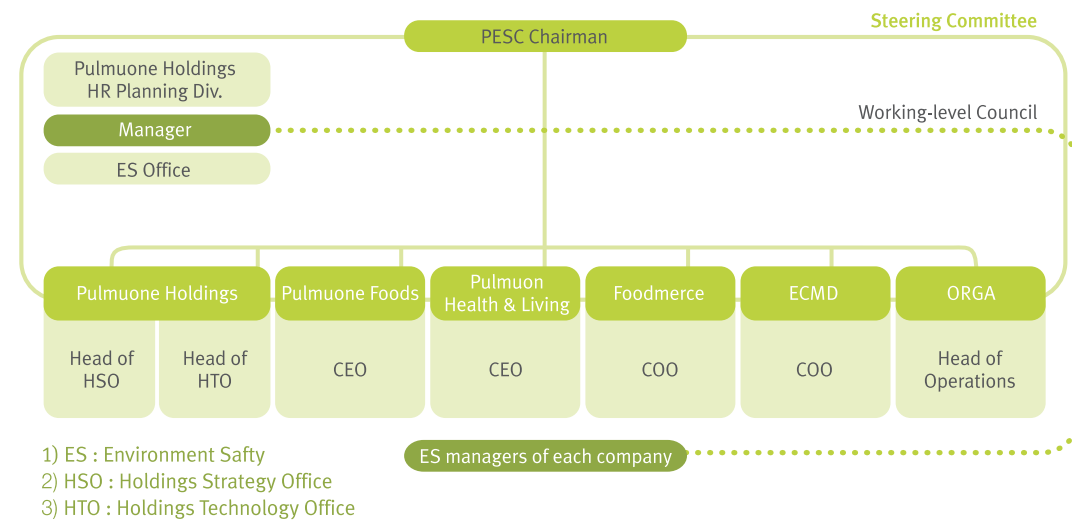 Steering Committee
PESC Chairman
Pulmuone Holdings
HR Planning Div.
Working-level Council
Manager
ES Office
Pulmuone Holdings
Pulmuone Foods
Pulmuon
Health & Living
Foodmerce
ECMD
ORGA
Head of
HSO
Head of
HTO
CEO
CEO
COO
COO
Head of
Operations
ES managers of each company
1) ES : Environment Safty
2) HSO : Holdings Strategy Office
3) HTO : Holdings Technology Office